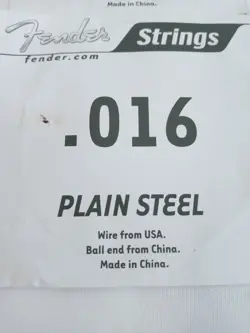 Made in China.
Fender Strings
fender.com
.016
PLAIN STEEL
Wire from USA.
Ball end from China.
Made in China.